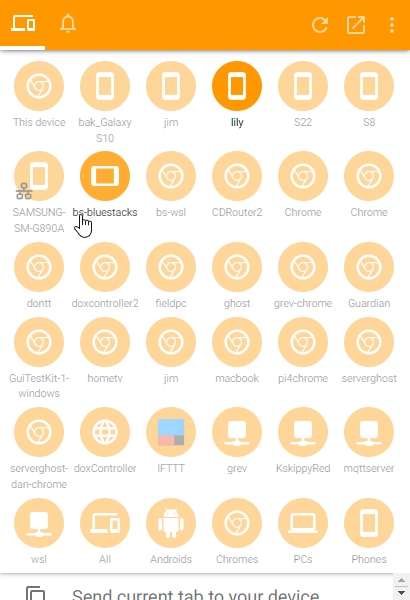 This device bak_Galaxy jim lily S22 S8
S10
SAMSUNG- bs-bluestacks bs-wsl CDRouter2 Chrome Chrome
SM-G890A
dontt doxcontroller2 fieldpc ghost grev-chrome Guardian
GuiTestKit-1- hometv jim macbook pi4chrome serverghost
windows
serverghost- doxController IFTTT grev KskippyRed mqttserver
dan-chrome
wsl All Androids Chromes PCs Phones
Send current tab to your device